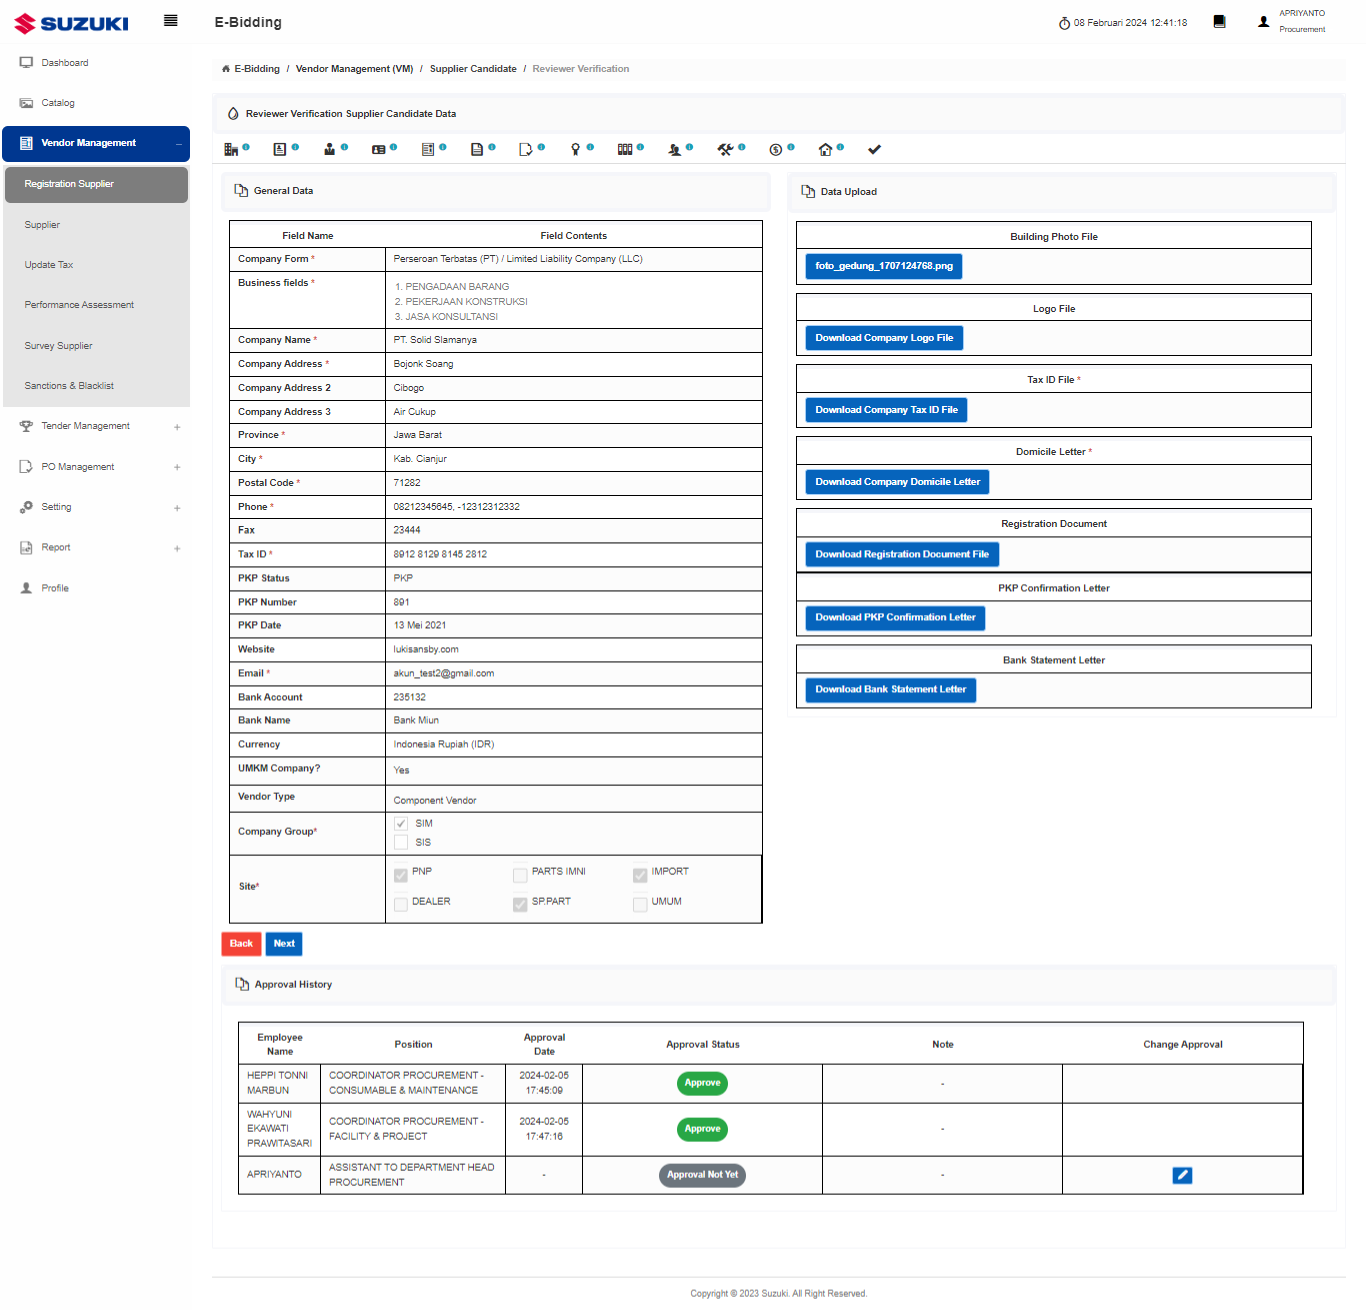 SUZUKI
E-Bidding
08 Februari 2024 12:41:18
APRIYANTO
Procurement
Dashboard
Catalog
Vendor Management
Registration Supplier
Supplier
Update Tax
Performance Assessment
Survey Supplier
Sanctions & Blacklist
Tender Management +
PO Management +
Setting +
Report +
Profile
E-Bidding / Vendor Management (VM) / Supplier Candidate / Reviewer Verification
Reviewer Verification Supplier Candidate Data
General Data
Field Name Field Contents
Company Form * Perseroan Terbatas (PT) / Limited Liability Company (LLC)
Business fields *
1. PENGADAAN BARANG
2. PEKERJAAN KONSTRUKSI
3. JASA KONSULTANSI
Company Name * PT. Solid Slamanya
Company Address * Bojonk Soang
Company Address 2 Cibogo
Company Address 3 Air Cukup
Province * Jawa Barat
City * Kab. Cianjur
Postal Code * 71282
Phone * 08212345645, -12312312332
Fax 23444
Tax ID * 8912 8129 8145 2812
PKP Status PKP
PKP Number 891
PKP Date 13 Mei 2021
Website lukisansby.com
Email * akun_test2@gmail.com
Bank Account 235132
Bank Name Bank Miun
Currency Indonesia Rupiah (IDR)
UMKM Company? Yes
Vendor Type Component Vendor
Company Group* SIM
SIS
Site* PNP PARTS IMNI IMPORT
DEALER SP.PART UMUM
Back Next
Data Upload
Building Photo File
foto_gedung_1707124768.png
Logo File
Download Company Logo File
Tax ID File *
Download Company Tax ID File
Domicile Letter *
Download Company Domicile Letter
Registration Document
Download Registration Document File
PKP Confirmation Letter
Download PKP Confirmation Letter
Bank Statement Letter
Download Bank Statement Letter
Approval History
Employee Name Position Approval Date Approval Status Note Change Approval
HEPPI TONNI MARBUN COORDINATOR PROCUREMENT - CONSUMABLE & MAINTENANCE 2024-02-05 17:45:09 Approve -
WAHYUNI EKAWATI PRAWITASARI COORDINATOR PROCUREMENT - FACILITY & PROJECT 2024-02-05 17:47:16 Approve -
APRIYANTO ASSISTANT TO DEPARTMENT HEAD PROCUREMENT - Approval Not Yet -
Copyright © 2023 Suzuki. All Right Reserved.